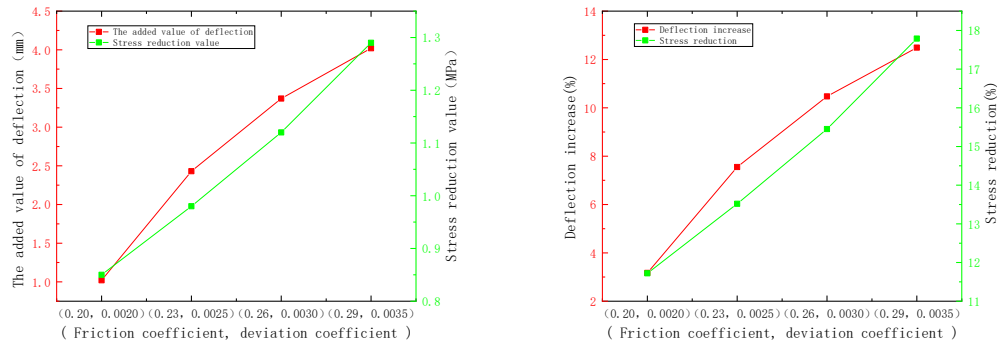 The added value of deflection
Stress reduction value
The added value of deflection (mm)
4.5
4.0
3.5
3.0
2.5
2.0
1.5
1.0
1.3
1.2
1.1
1.0
0.9
0.8
Stress reduction value (MPa)
(0.20, 0.0020) (0.23, 0.0025) (0.26, 0.0030) (0.29, 0.0035)
( Friction coefficient, deviation coefficient )
Deflection increase
Stress reduction
Deflection increase(%)
14
12
10
8
6
4
2
18
17
16
15
14
13
12
11
Stress reduction(%)
(0.20, 0.0020) (0.23, 0.0025) (0.26, 0.0030) (0.29, 0.0035)
( Friction coefficient, deviation coefficient )